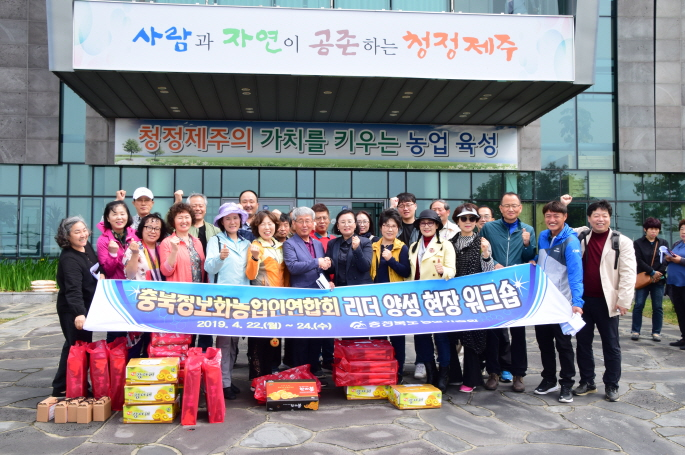 사람과 자연이 공존하는 청정제주
청정제주의 가치를 키우는 농업 육성
충북정보화농업인연합회 리더 양성 현장 워크숍
2019. 4. 22.(월) ~ 24.(수)